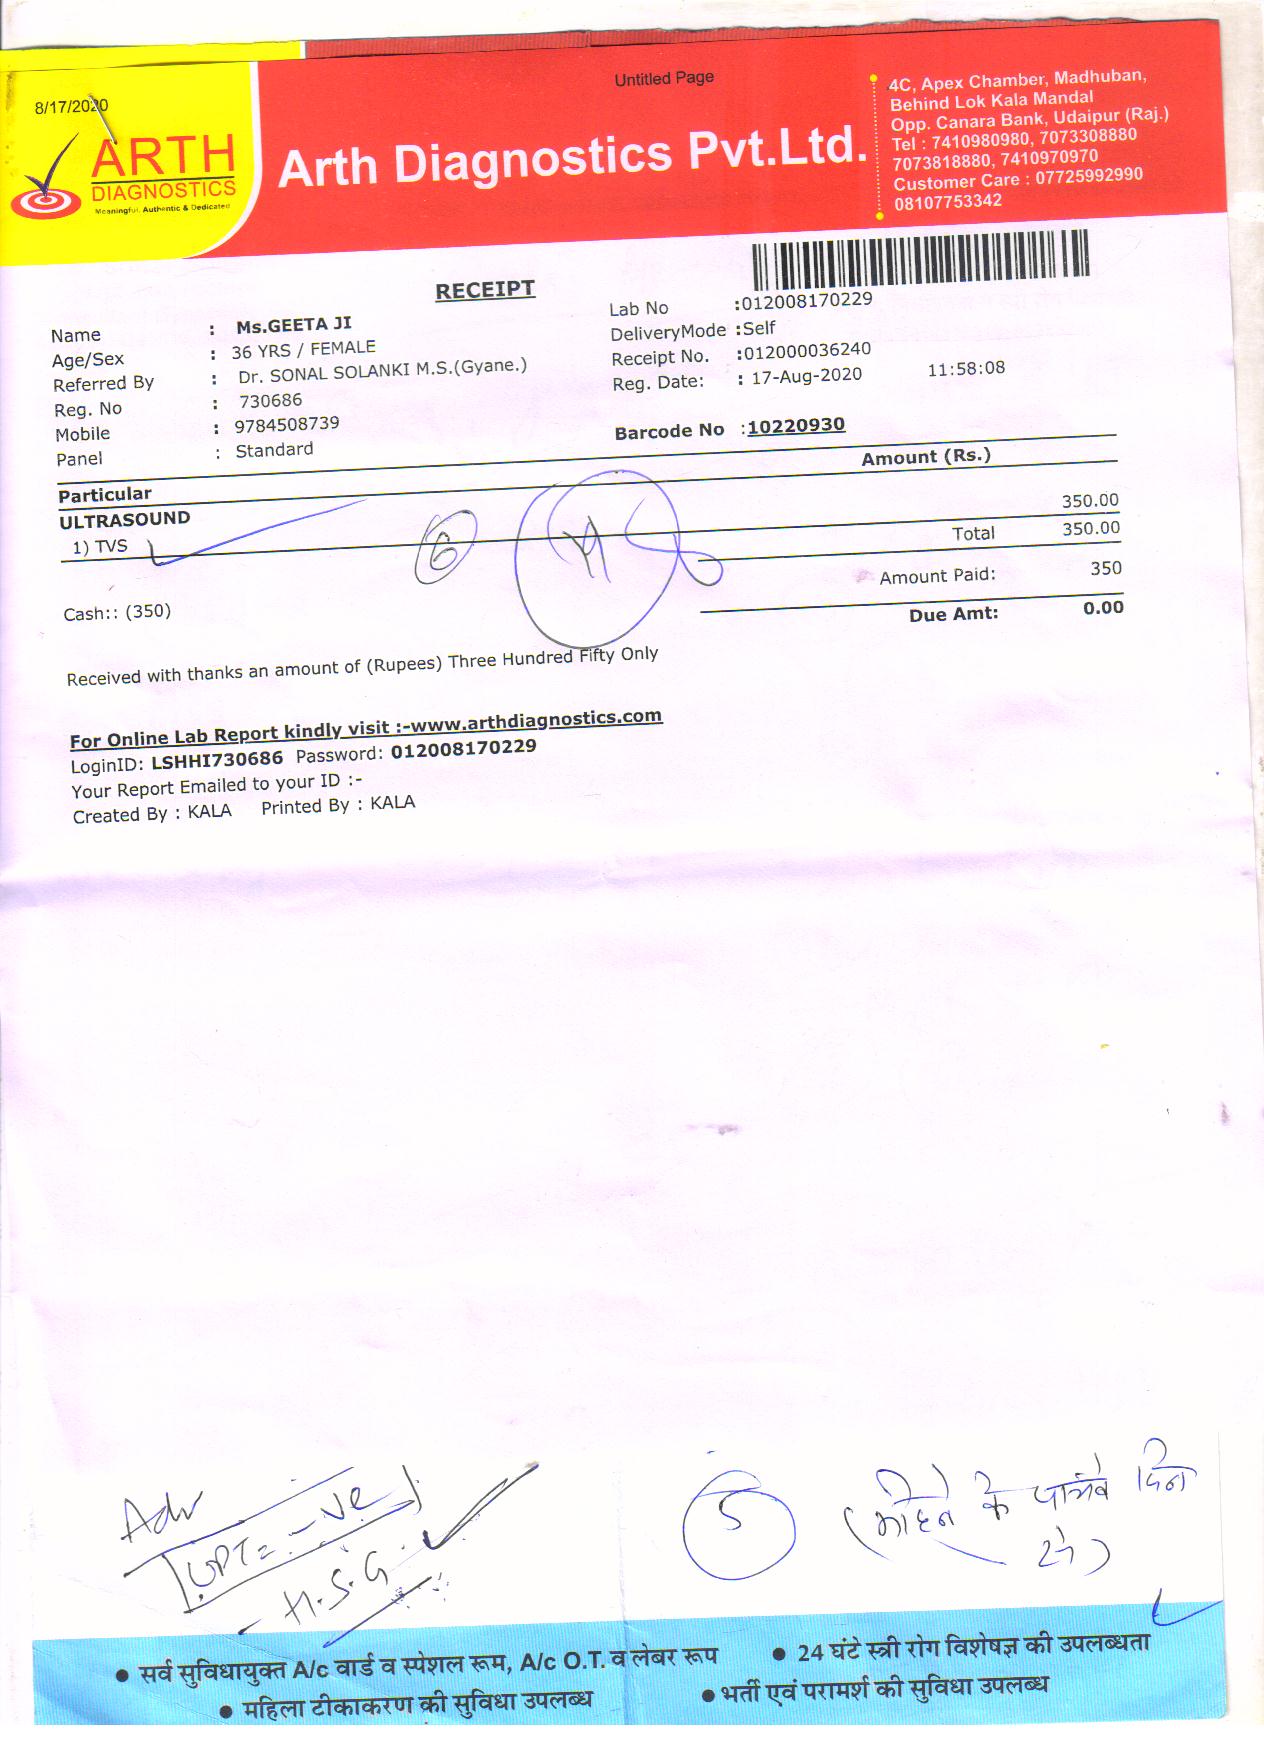 Untitled Page
8/17/2020
ARTH
DIAGNOSTICS
Meaningful, Authentic & Dedicated
Arth Diagnostics Pvt.Ltd.
4C, Apex Chamber, Madhuban,
Behind Lok Kala Mandal
Opp. Canara Bank, Udaipur (Raj.)
Tel : 7410980980, 7073308880
7073818880, 7410970970
Customer Care : 07725992990
08107753342
RECEIPT
Name : Ms.GEETA JI
Age/Sex : 36 YRS / FEMALE
Referred By : Dr. SONAL SOLANKI M.S.(Gyane.)
Reg. No : 730686
Mobile : 9784508739
Panel : Standard
Lab No :012008170229
DeliveryMode :Self
Receipt No. :012000036240
Reg. Date: : 17-Aug-2020 11:58:08
Barcode No :10220930
Particular Amount (Rs.)
ULTRASOUND
1) TVS 350.00
Total 350.00
6
Amount Paid: 350
Cash:: (350)
Due Amt: 0.00
Received with thanks an amount of (Rupees) Three Hundred Fifty Only
For Online Lab Report kindly visit :-www.arthdiagnostics.com
LoginID: LSHHI730686 Password: 012008170229
Your Report Emailed to your ID :-
Created By : KALA Printed By : KALA
Adv
UPT = -ve
- H.S.G.
5
(महिने के पांचवे दिन
से)
● सर्व सुविधायुक्त A/c वार्ड व स्पेशल रूम, A/c O.T. व लेबर रूप
● 24 घंटे स्त्री रोग विशेषज्ञ की उपलब्धता
● महिला टीकाकरण की सुविधा उपलब्ध
● भर्ती एवं परामर्श की सुविधा उपलब्ध